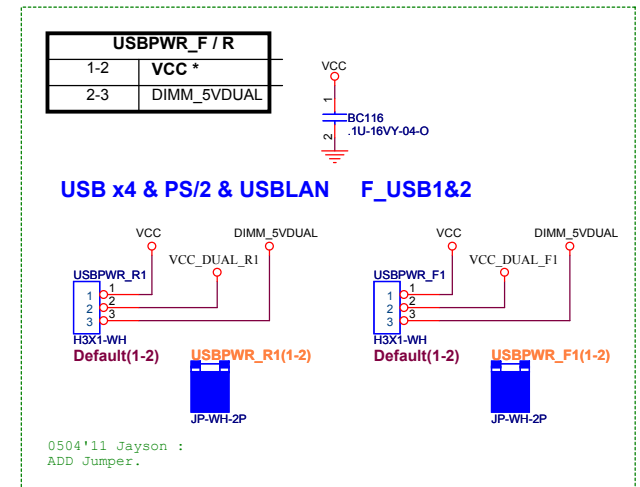 USBPWR_F / R
1-2 VCC *
2-3 DIMM_5VDUAL
VCC
1
BC116
.1U-16VY-04-O
2
USB x4 & PS/2 & USBLAN F_USB1&2
VCC DIMM_5VDUAL
VCC_DUAL_R1
USBPWR_R1
1 1
2 2
3 3
H3X1-WH
Default(1-2) USBPWR_R1(1-2)
JP-WH-2P
VCC DIMM_5VDUAL
VCC_DUAL_F1
USBPWR_F1
1 1
2 2
3 3
H3X1-WH
Default(1-2) USBPWR_F1(1-2)
JP-WH-2P
0504'11 Jayson :
ADD Jumper.